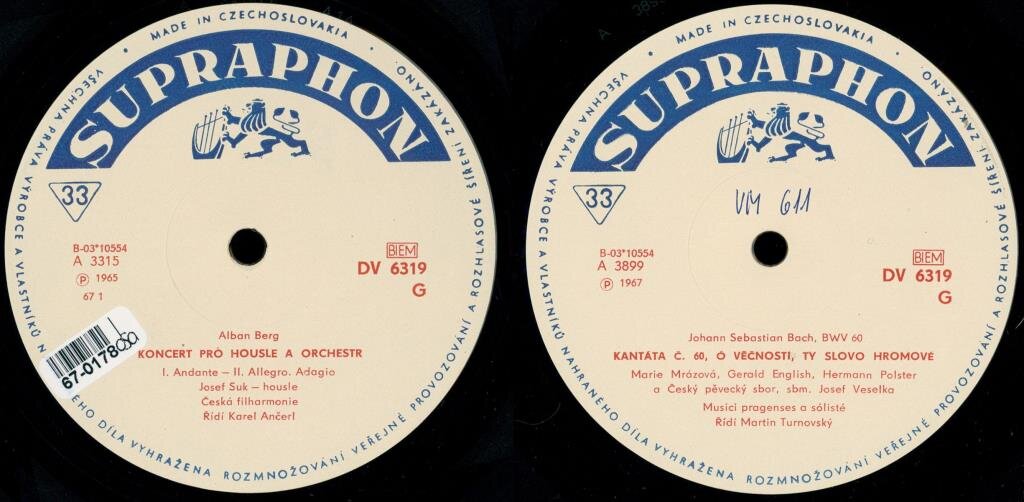 • MADE IN CZECHOSLOVAKIA •
SUPRAPHON
33
B-03*10554
A 3315
Ⓟ 1965
67 1
BIEM
DV 6319
G
67-0178
Alban Berg
KONCERT PRO HOUSLE A ORCHESTR
I. Andante – II. Allegro. Adagio
Josef Suk – housle
Česká filharmonie
Řídí Karel Ančerl
VŠECHNA PRÁVA VÝROBCE A VLASTNÍKŮ N HO DÍLA VYHRAŽENA ROZMNOŽOVÁNÍ VEŘEJNÉ PROVOZOVÁNÍ A ROZHLASOVÉ ŠÍŘENÍ ZAKÁZÁNO.
• MADE IN CZECHOSLOVAKIA •
SUPRAPHON
33
VM 611
B-03*10554
A 3899
Ⓟ 1967
BIEM
DV 6319
G
Johann Sebastian Bach, BWV 60
KANTÁTA Č. 60, Ó VĚČNOSTI, TY SLOVO HROMOVÉ
Marie Mrázová, Gerald English, Hermann Polster
a Český pěvecký sbor, sbm. Josef Veselka
Musici pragenses a sólisté
Řídí Martin Turnovský
VŠECHNA PRÁVA VÝROBCE A VLASTNÍKŮ NAHRANÉHO DÍLA VYHRAŽENA ROZMNOŽOVÁNÍ VEŘEJNÉ PROVOZOVÁNÍ A ROZHLASOVÉ ŠÍŘENÍ ZAKÁZÁNO.